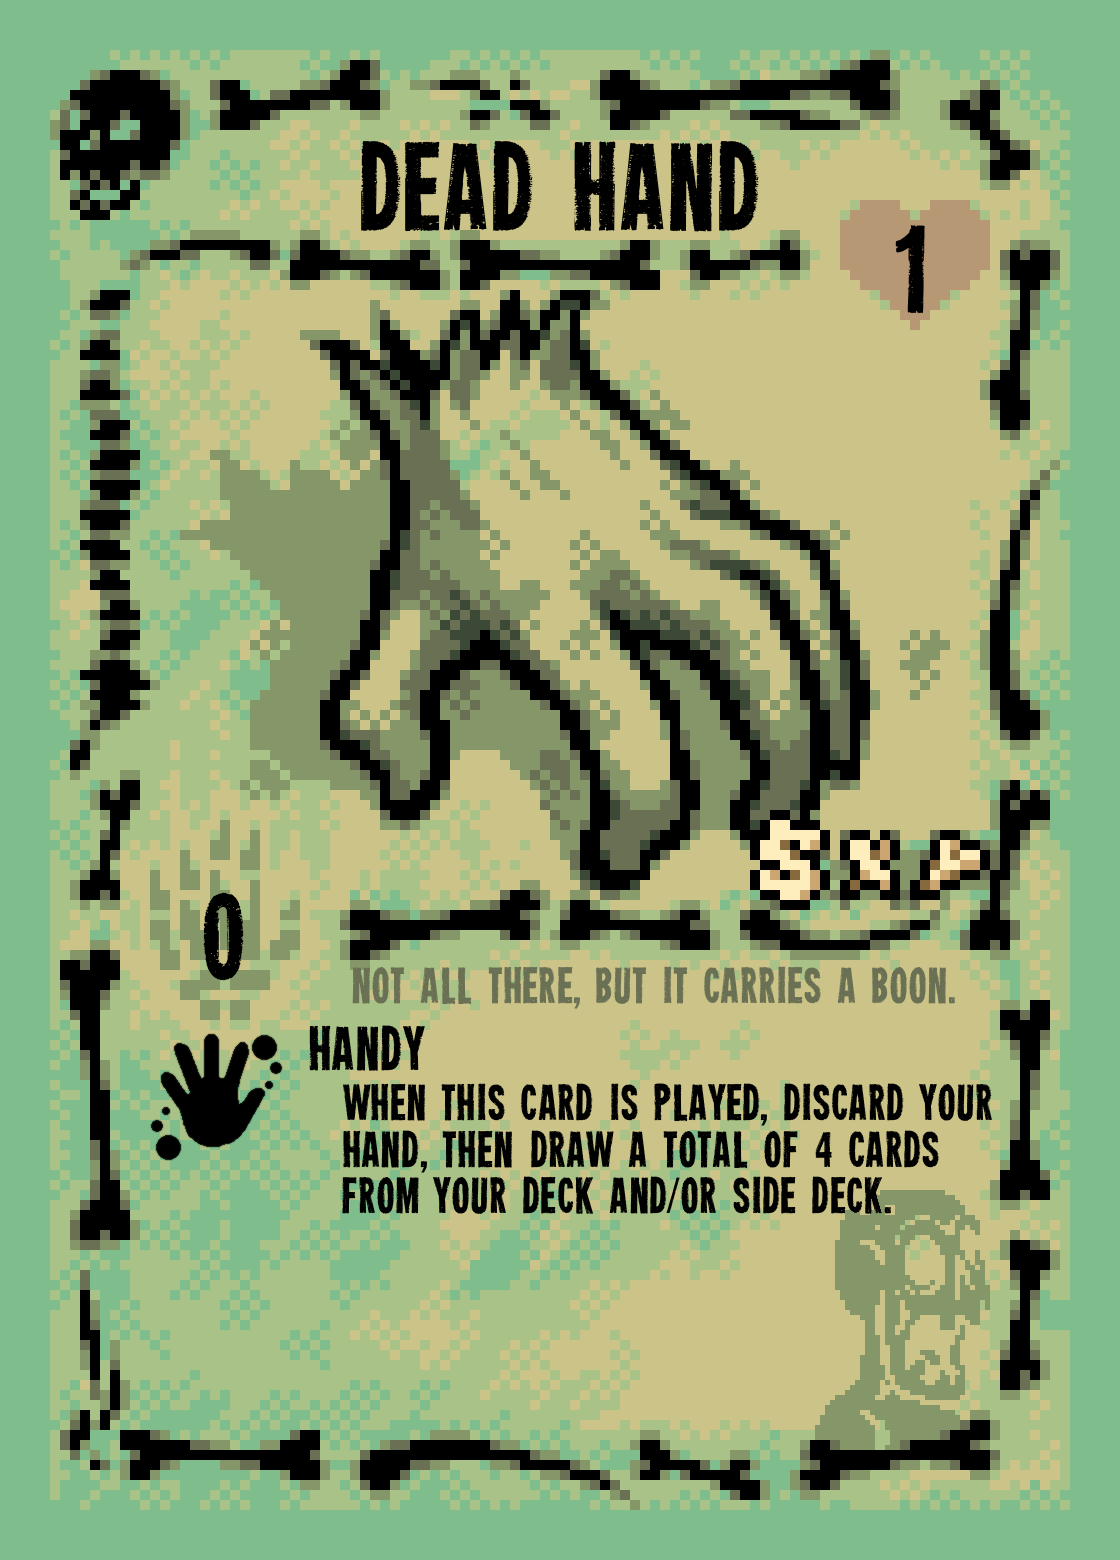 DEAD HAND
1
5 X
0
NOT ALL THERE, BUT IT CARRIES A BOON.
HANDY
WHEN THIS CARD IS PLAYED, DISCARD YOUR
HAND, THEN DRAW A TOTAL OF 4 CARDS
FROM YOUR DECK AND/OR SIDE DECK.